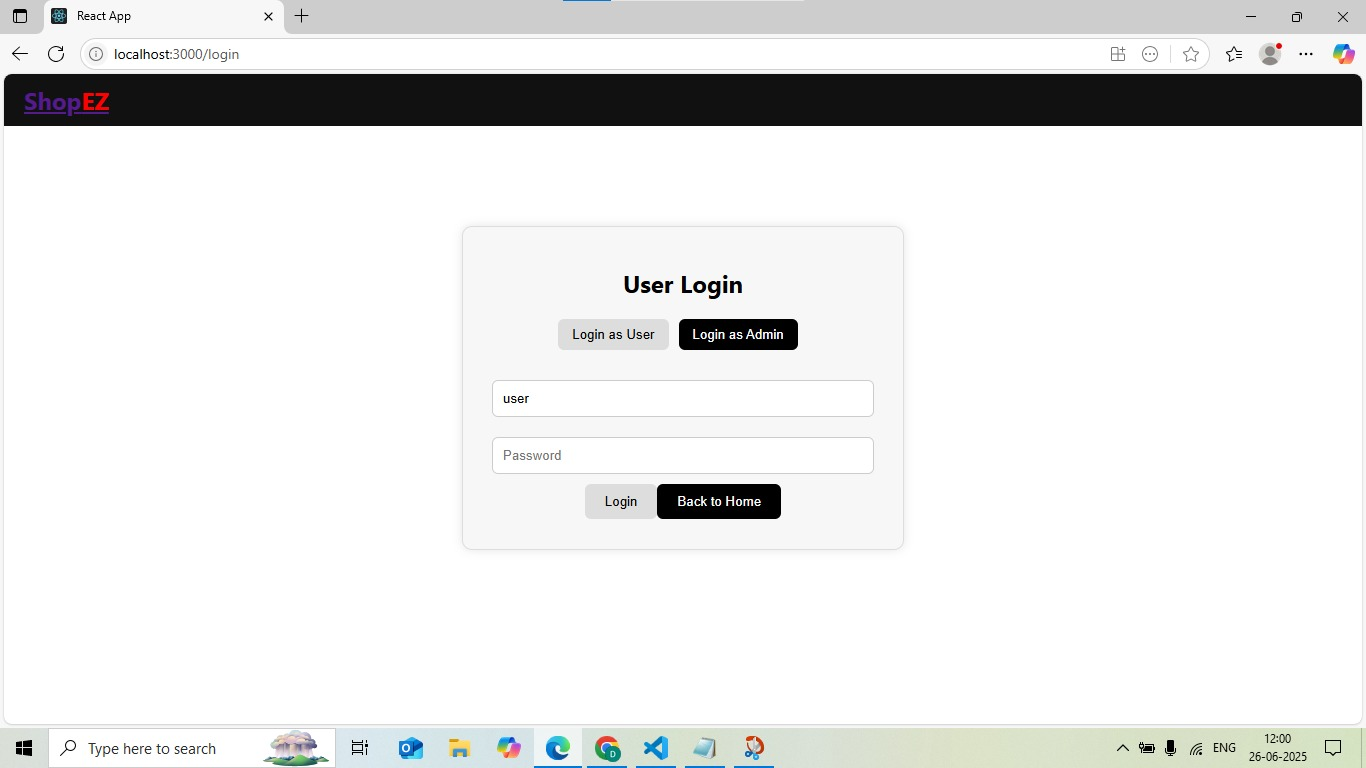 React App
localhost:3000/login
ShopEZ
User Login
Login as User Login as Admin
user
Password
Login Back to Home
Type here to search
D
ENG
12:00
26-06-2025